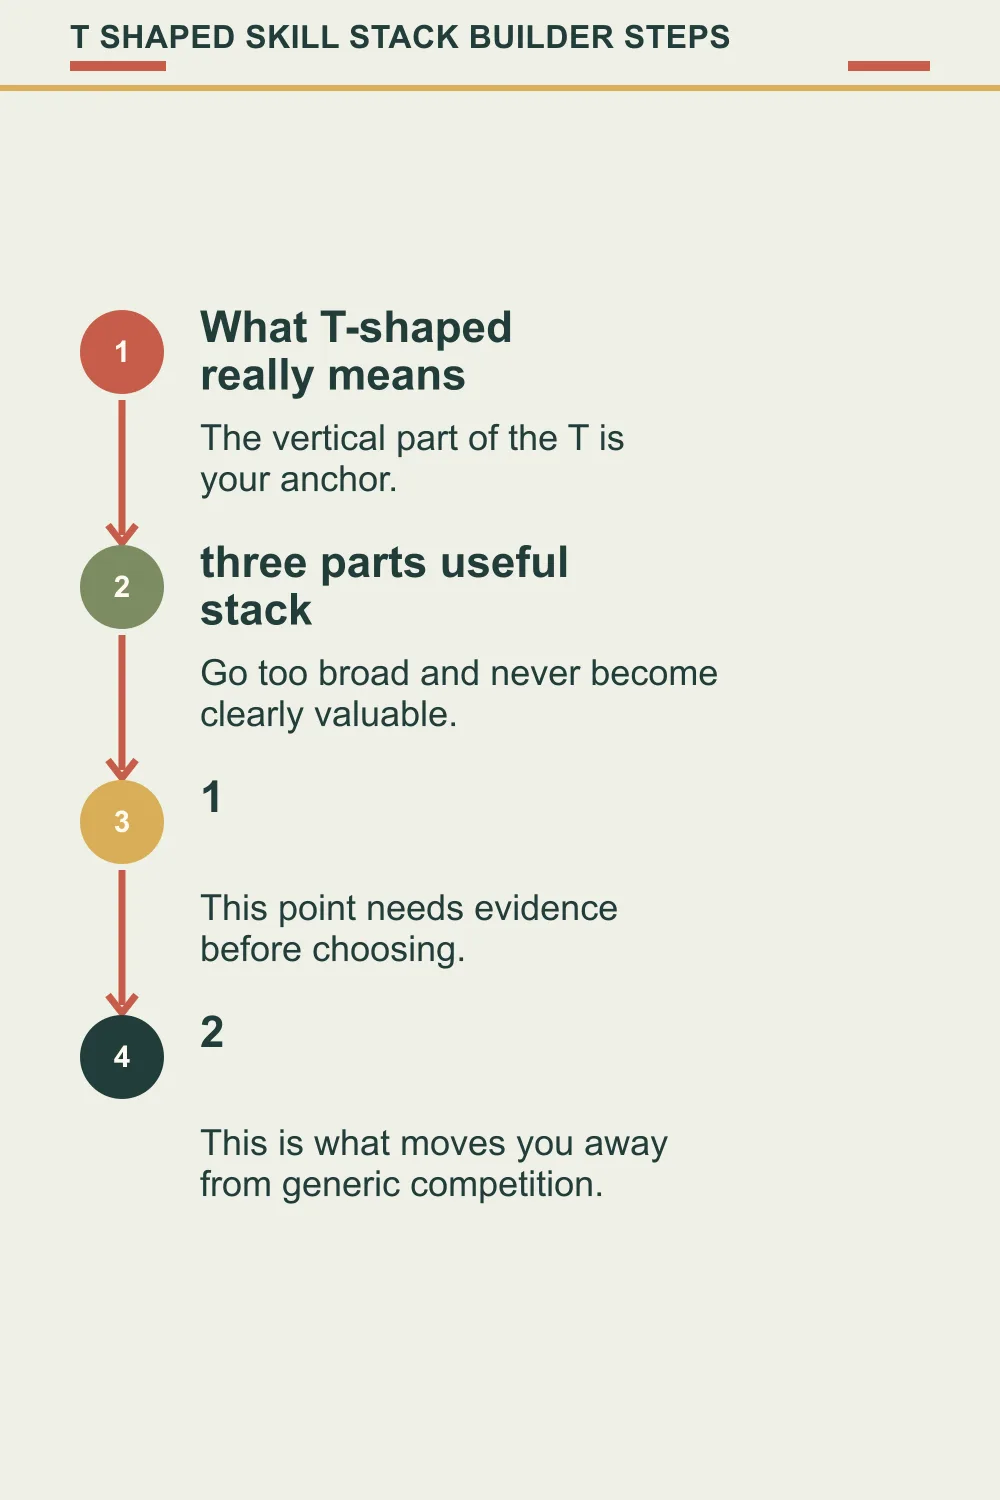 T SHAPED SKILL STACK BUILDER STEPS
1
What T-shaped
really means
The vertical part of the T is
your anchor.
2
three parts useful
stack
Go too broad and never become
clearly valuable.
3
1
This point needs evidence
before choosing.
4
2
This is what moves you away
from generic competition.